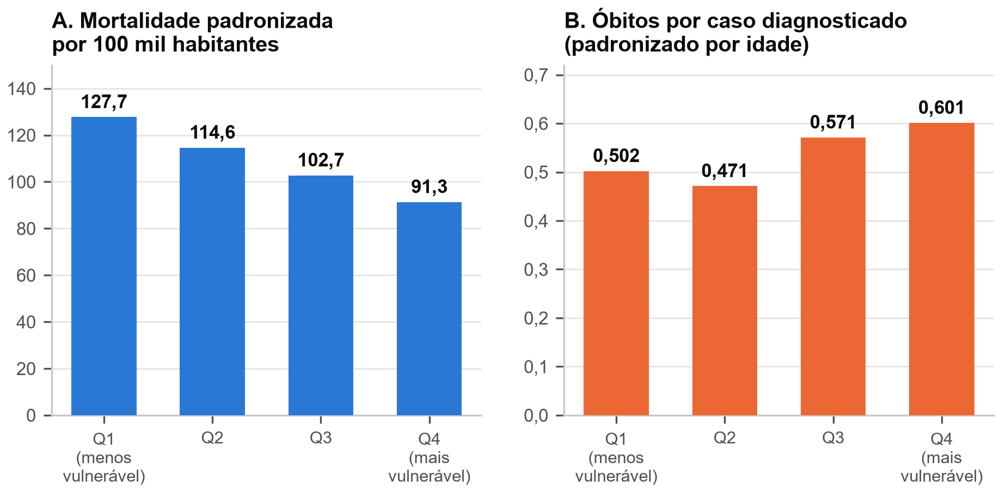 A. Mortalidade padronizada
por 100 mil habitantes
140
120
100
80
60
40
20
0
127,7
114,6
102,7
91,3
Q1
(menos
vulnerável)
Q2
Q3
Q4
(mais
vulnerável)
B. Óbitos por caso diagnosticado
(padronizado por idade)
0,7
0,6
0,5
0,4
0,3
0,2
0,1
0,0
0,502
0,471
0,571
0,601
Q1
(menos
vulnerável)
Q2
Q3
Q4
(mais
vulnerável)